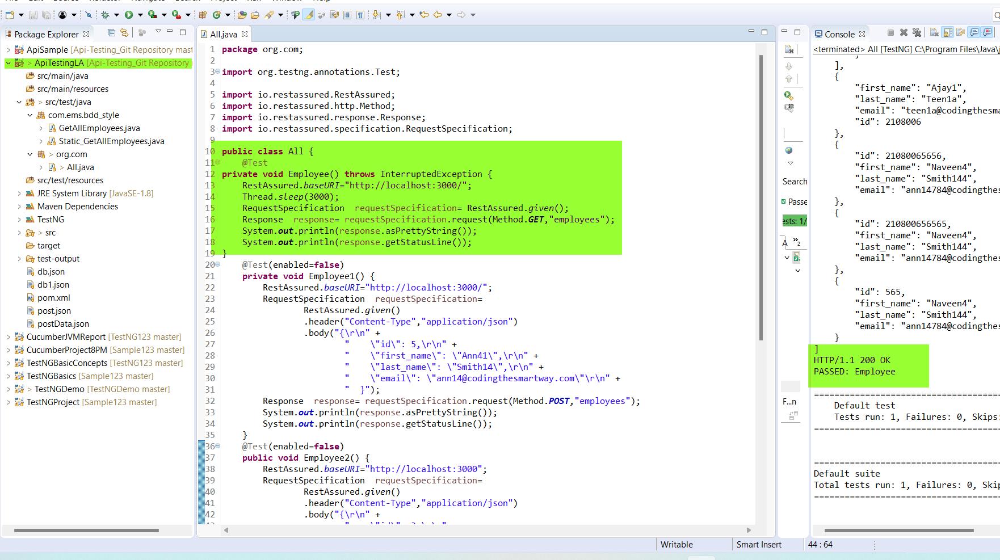 Package Explorer
ApiSample [Api-Testing_Git Repository mast
> ApiTestingLA [Api-Testing_Git Repository
src/main/java
src/main/resources
> src/test/java
com.ems.bdd_style
GetAllEmployees.java
Static_GetAllEmployees.java
> org.com
> All.java
src/test/resources
JRE System Library [JavaSE-1.8]
Maven Dependencies
TestNG
> src
target
test-output
db.json
db1.json
pom.xml
post.json
postData.json
CucumberJVMReport [TestNG123 master]
CucumberProject8PM [Sample123 master]
TestNGBasicConcepts [TestNG123 master]
TestNGBasics [Sample123 master]
> TestNGDemo [TestNGDemo master]
TestNGProject [Sample123 master]
All.java
1 package org.com;
2
3 import org.testng.annotations.Test;
4
5 import io.restassured.RestAssured;
6 import io.restassured.http.Method;
7 import io.restassured.response.Response;
8 import io.restassured.specification.RequestSpecification;
9
10 public class All {
11 @Test
12 private void Employee() throws InterruptedException {
13 RestAssured.baseURI="http://localhost:3000/";
14 Thread.sleep(3000);
15 RequestSpecification requestSpecification= RestAssured.given();
16 Response response= requestSpecification.request(Method.GET,"employees");
17 System.out.println(response.asPrettyString());
18 System.out.println(response.getStatusLine());
19 }
20 @Test(enabled=false)
21 private void Employee1() {
22 RestAssured.baseURI="http://localhost:3000/";
23 RequestSpecification requestSpecification=
24 RestAssured.given()
25 .header("Content-Type","application/json")
26 .body("{\r\n" +
27 " \"id\": 5,\r\n" +
28 " \"first_name\": \"Ann41\",\r\n" +
29 " \"last_name\": \"Smith14\",\r\n" +
30 " \"email\": \"ann14@codingthesmartway.com\"\r\n" +
31 " }");
32 Response response= requestSpecification.request(Method.POST,"employees");
33 System.out.println(response.asPrettyString());
34 System.out.println(response.getStatusLine());
35 }
36 @Test(enabled=false)
37 public void Employee2() {
38 RestAssured.baseURI="http://localhost:3000";
39 RequestSpecification requestSpecification=
40 RestAssured.given()
41 .header("Content-Type","application/json")
42 .body("{\r\n" +
Search
Passe
ests: 1/
A »2
F...n
Console
<terminated> All [TestNG] C:\Program Files\Java\j
],
{
"first_name": "Ajay1",
"last_name": "Teen1a",
"email": "teen1a@codingthesma
"id": 2108006
},
{
"id": 21080065656,
"first_name": "Naveen4",
"last_name": "Smith144",
"email": "ann14784@codingthes
},
{
"id": 210800656565,
"first_name": "Naveen4",
"last_name": "Smith144",
"email": "ann14784@codingthes
},
{
"id": 565,
"first_name": "Naveen4",
"last_name": "Smith144",
"email": "ann14784@codingthes
}
]
HTTP/1.1 200 OK
PASSED: Employee
=====================================
Default test
Tests run: 1, Failures: 0, Skips:
=====================================
=====================================
Default suite
Total tests run: 1, Failures: 0, Skip
=====================================
Writable
Smart Insert
44 : 64